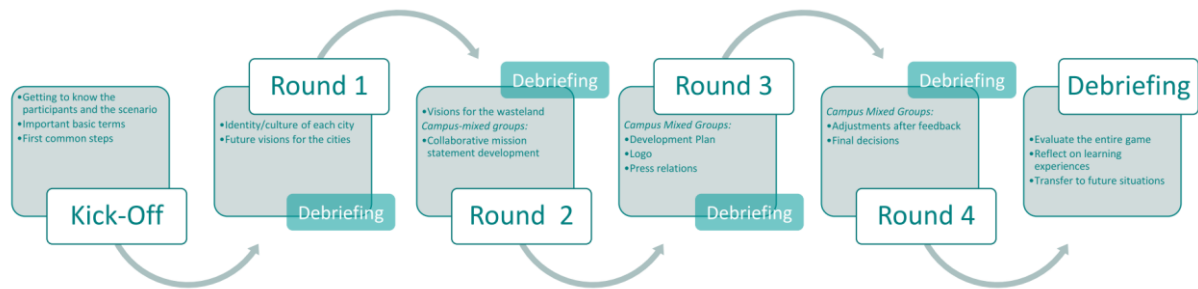 •Getting to know the
participants and the scenario
•Important basic terms
•First common steps
Kick-Off
Round 1
•Identity/culture of each city
•Future visions for the cities
Debriefing
Debriefing
•Visions for the wasteland
Campus-mixed groups:
•Collaborative mission
statement development
Round 2
Round 3
Campus Mixed Groups:
•Development Plan
•Logo
•Press relations
Debriefing
Debriefing
Campus Mixed Groups:
•Adjustments after feedback
•Final decisions
Round 4
Debriefing
•Evaluate the entire game
•Reflect on learning
experiences
•Transfer to future situations